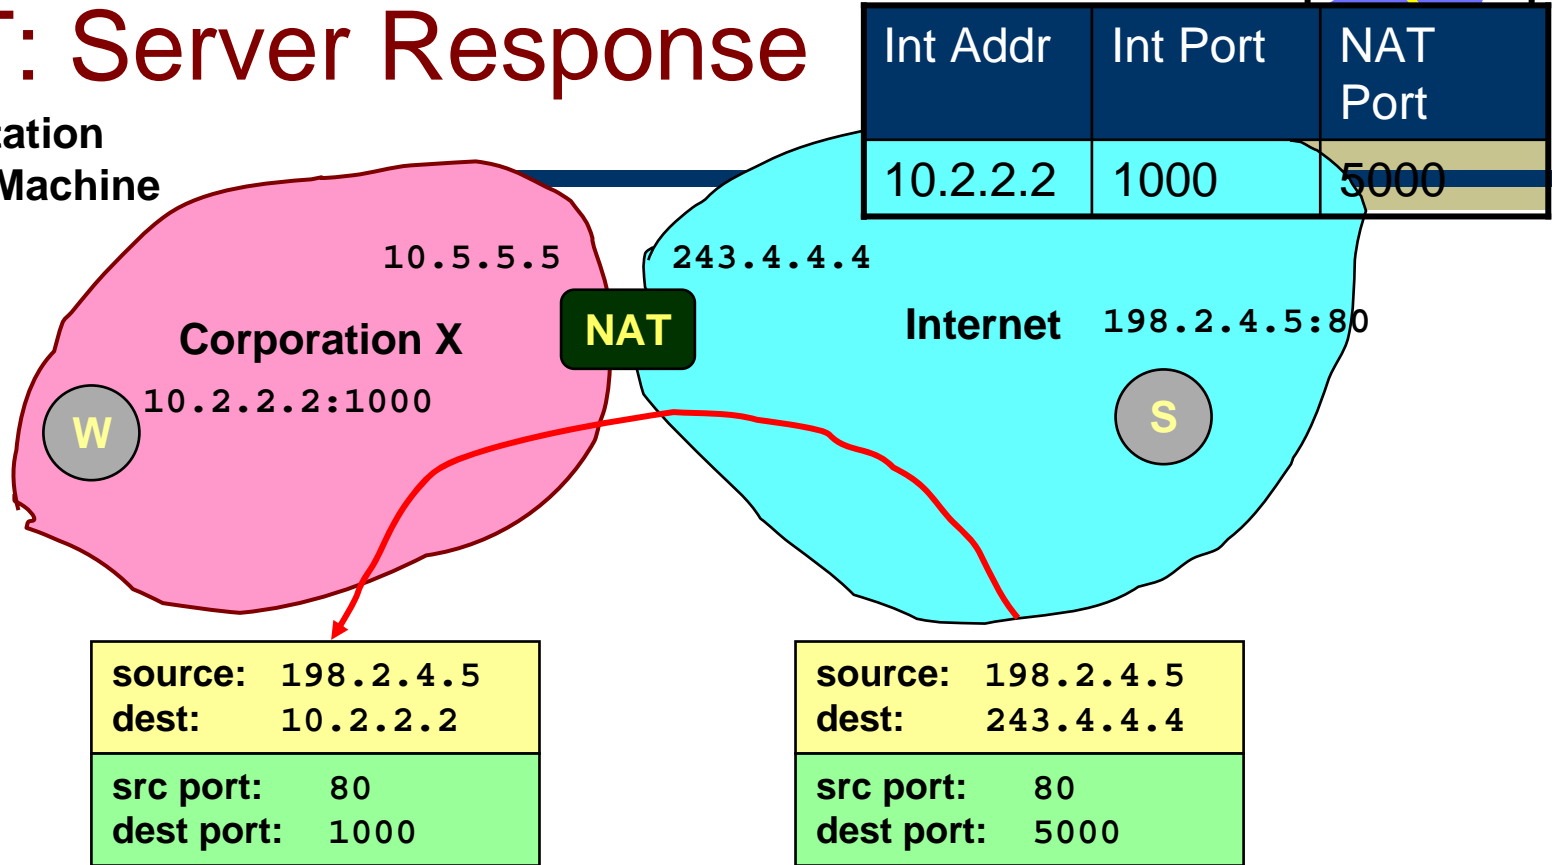 T: Server Response
Int Addr Int Port NAT Port
10.2.2.2 1000 5000
tation
Machine
10.5.5.5 243.4.4.4
NAT
Corporation X
Internet 198.2.4.5:80
10.2.2.2:1000
W
S
source: 198.2.4.5
dest: 10.2.2.2
src port: 80
dest port: 1000
source: 198.2.4.5
dest: 243.4.4.4
src port: 80
dest port: 5000